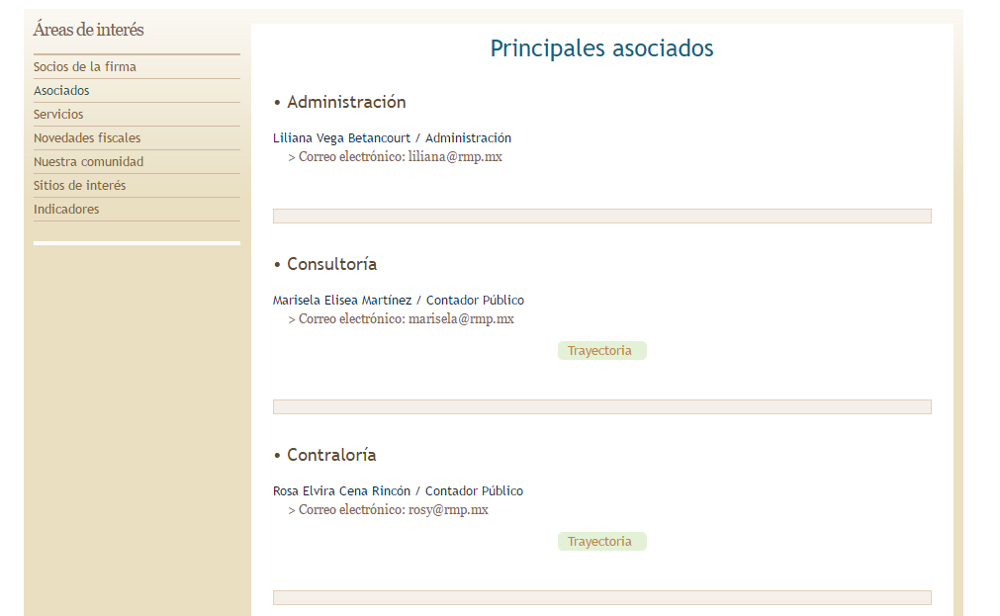 Áreas de interés
Socios de la firma
Asociados
Servicios
Novedades fiscales
Nuestra comunidad
Sitios de interés
Indicadores
Principales asociados
• Administración
Liliana Vega Betancourt / Administración
> Correo electrónico: liliana@rmp.mx
• Consultoría
Marisela Elisea Martínez / Contador Público
> Correo electrónico: marisela@rmp.mx
Trayectoria
• Contraloría
Rosa Elvira Cena Rincón / Contador Público
> Correo electrónico: rosy@rmp.mx
Trayectoria